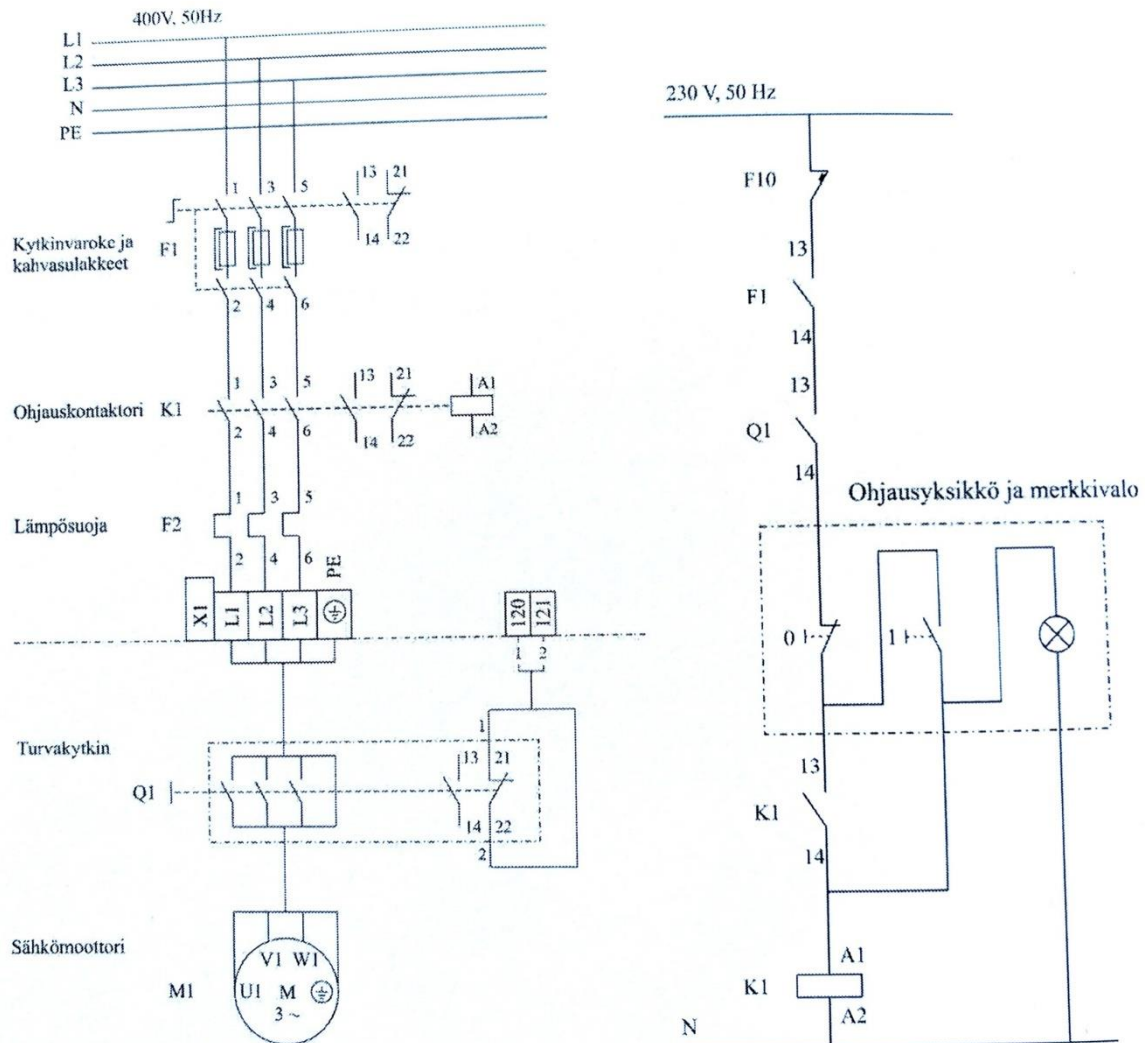 400V, 50Hz
L1
L2
L3
N
PE
1 3 5 13 21
Kytkinvaroke ja
kahvasulakkeet
F1
14 22
2 4 6
1 3 5 13 21 A1
Ohjauskontaktori K1
2 4 6 14 22 A2
1 3 5
Lämpösuoja F2
2 4 6 PE
X1 L1 L2 L3 120 121
1 2
1
Turvakytkin
13 21
Q1
14 22
2
Sähkömoottori
V1 W1
M1 U1 M
3 ~
230 V, 50 Hz
F10
13
F1
14
13
Q1
14
Ohjausyksikkö ja merkkivalo
0 1
13
K1
14
A1
K1
A2
N